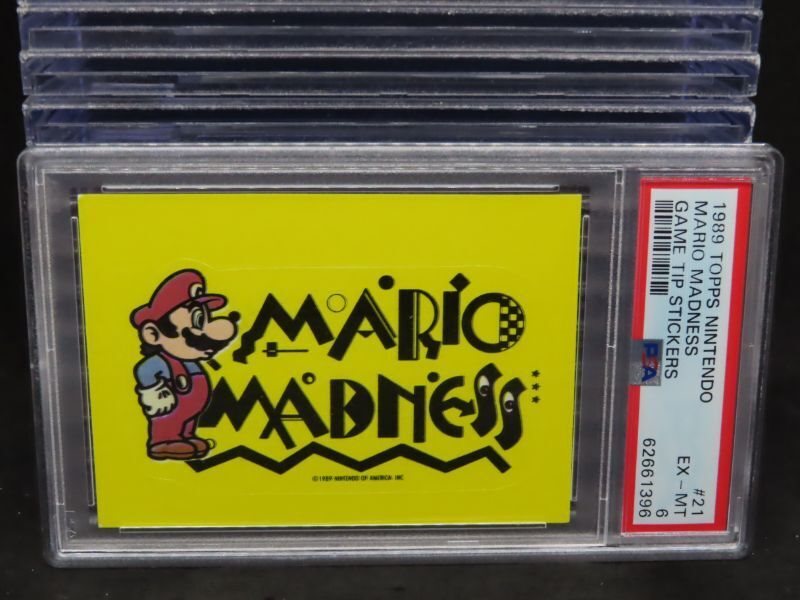 MARIO
MADNESS
©1989 NINTENDO OF AMERICA INC
1989 TOPPS NINTENDO #21
MARIO MADNESS EX-MT
GAME TIP STICKERS 6
PSA 62661396